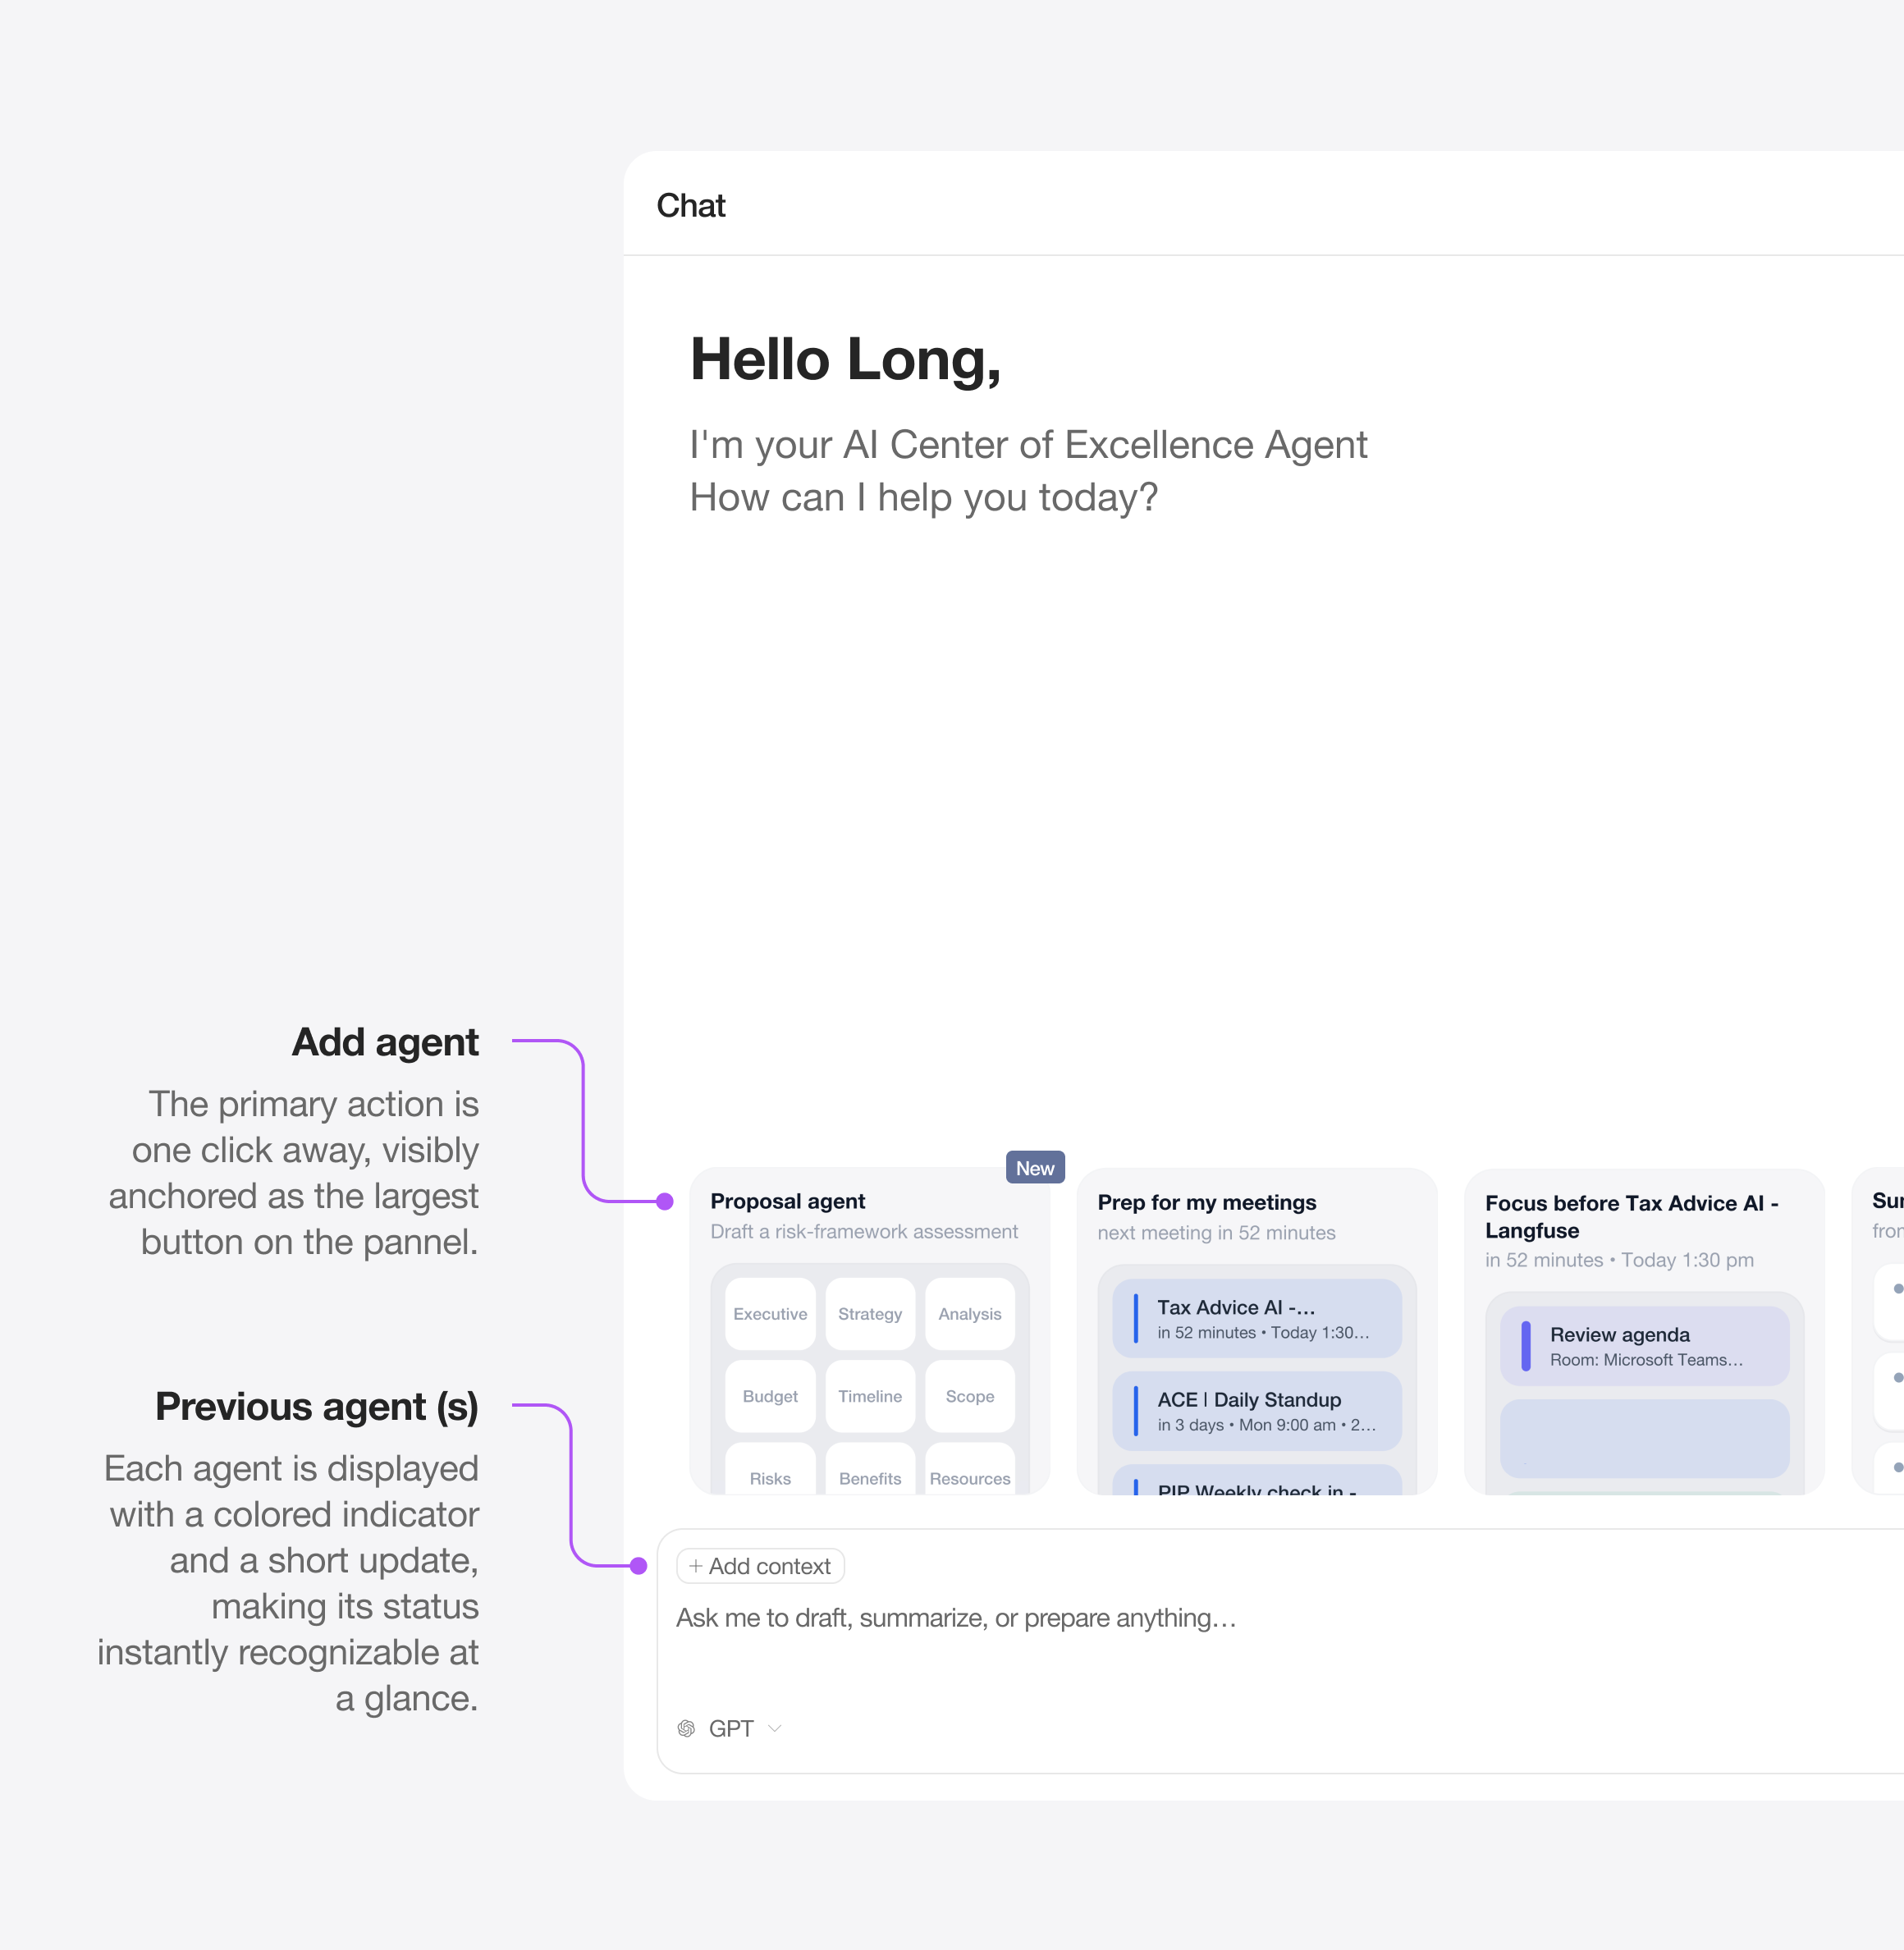 Chat
Hello Long,
I'm your AI Center of Excellence Agent
How can I help you today?
Add agent
The primary action is
one click away, visibly
anchored as the largest
button on the pannel.
Previous agent (s)
Each agent is displayed
with a colored indicator
and a short update,
making its status
instantly recognizable at
a glance.
New
Proposal agent
Draft a risk-framework assessment
Executive
Strategy
Analysis
Budget
Timeline
Scope
Risks
Benefits
Resources
Prep for my meetings
next meeting in 52 minutes
Tax Advice AI -…
in 52 minutes • Today 1:30…
ACE | Daily Standup
in 3 days • Mon 9:00 am • 2…
PIP Weekly check in -
Focus before Tax Advice AI -
Langfuse
in 52 minutes • Today 1:30 pm
Review agenda
Room: Microsoft Teams…
+ Add context
Ask me to draft, summarize, or prepare anything…
GPT